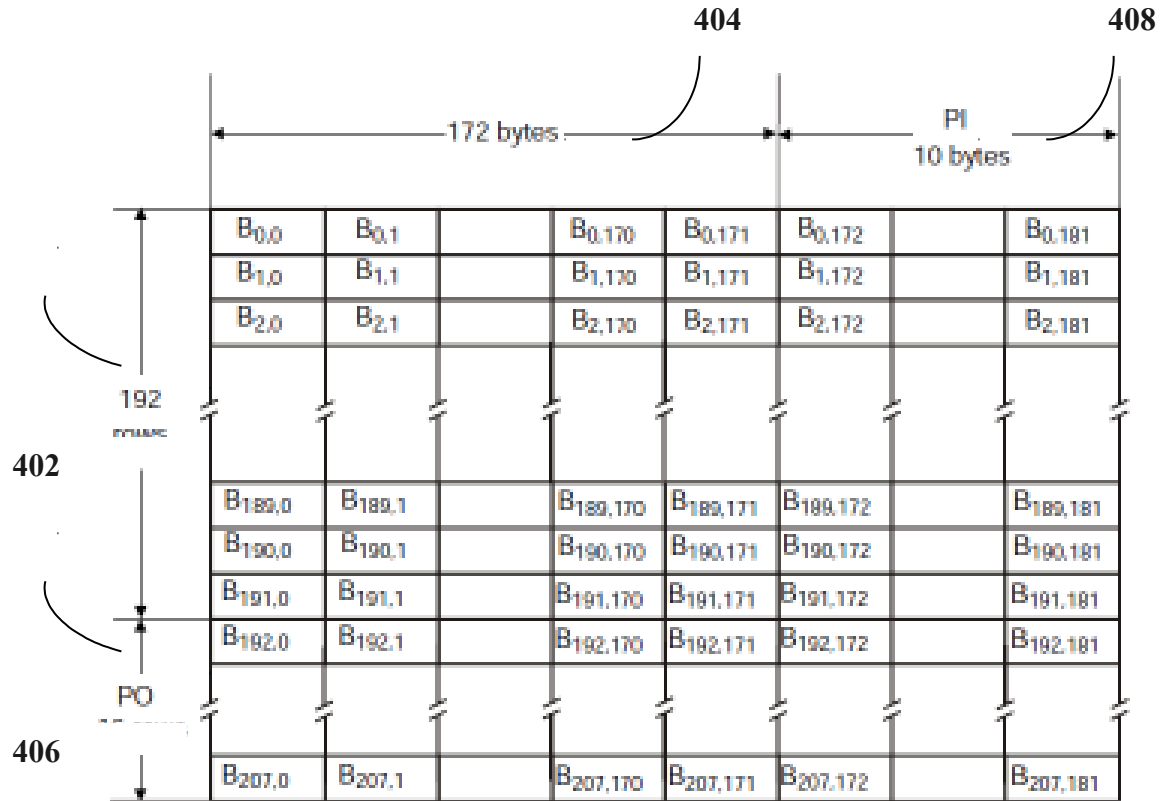 404 408
172 bytes PI
10 bytes
B0,0 B0,1 B0,170 B0,171 B0,172 B0,181
B1,0 B1,1 B1,170 B1,171 B1,172 B1,181
B2,0 B2,1 B2,170 B2,171 B2,172 B2,181
192
402
B189,0 B189,1 B189,170 B189,171 B189,172 B189,181
B190,0 B190,1 B190,170 B190,171 B190,172 B190,181
B191,0 B191,1 B191,170 B191,171 B191,172 B191,181
B192,0 B192,1 B192,170 B192,171 B192,172 B192,181
PO
406
B207,0 B207,1 B207,170 B207,171 B207,172 B207,181